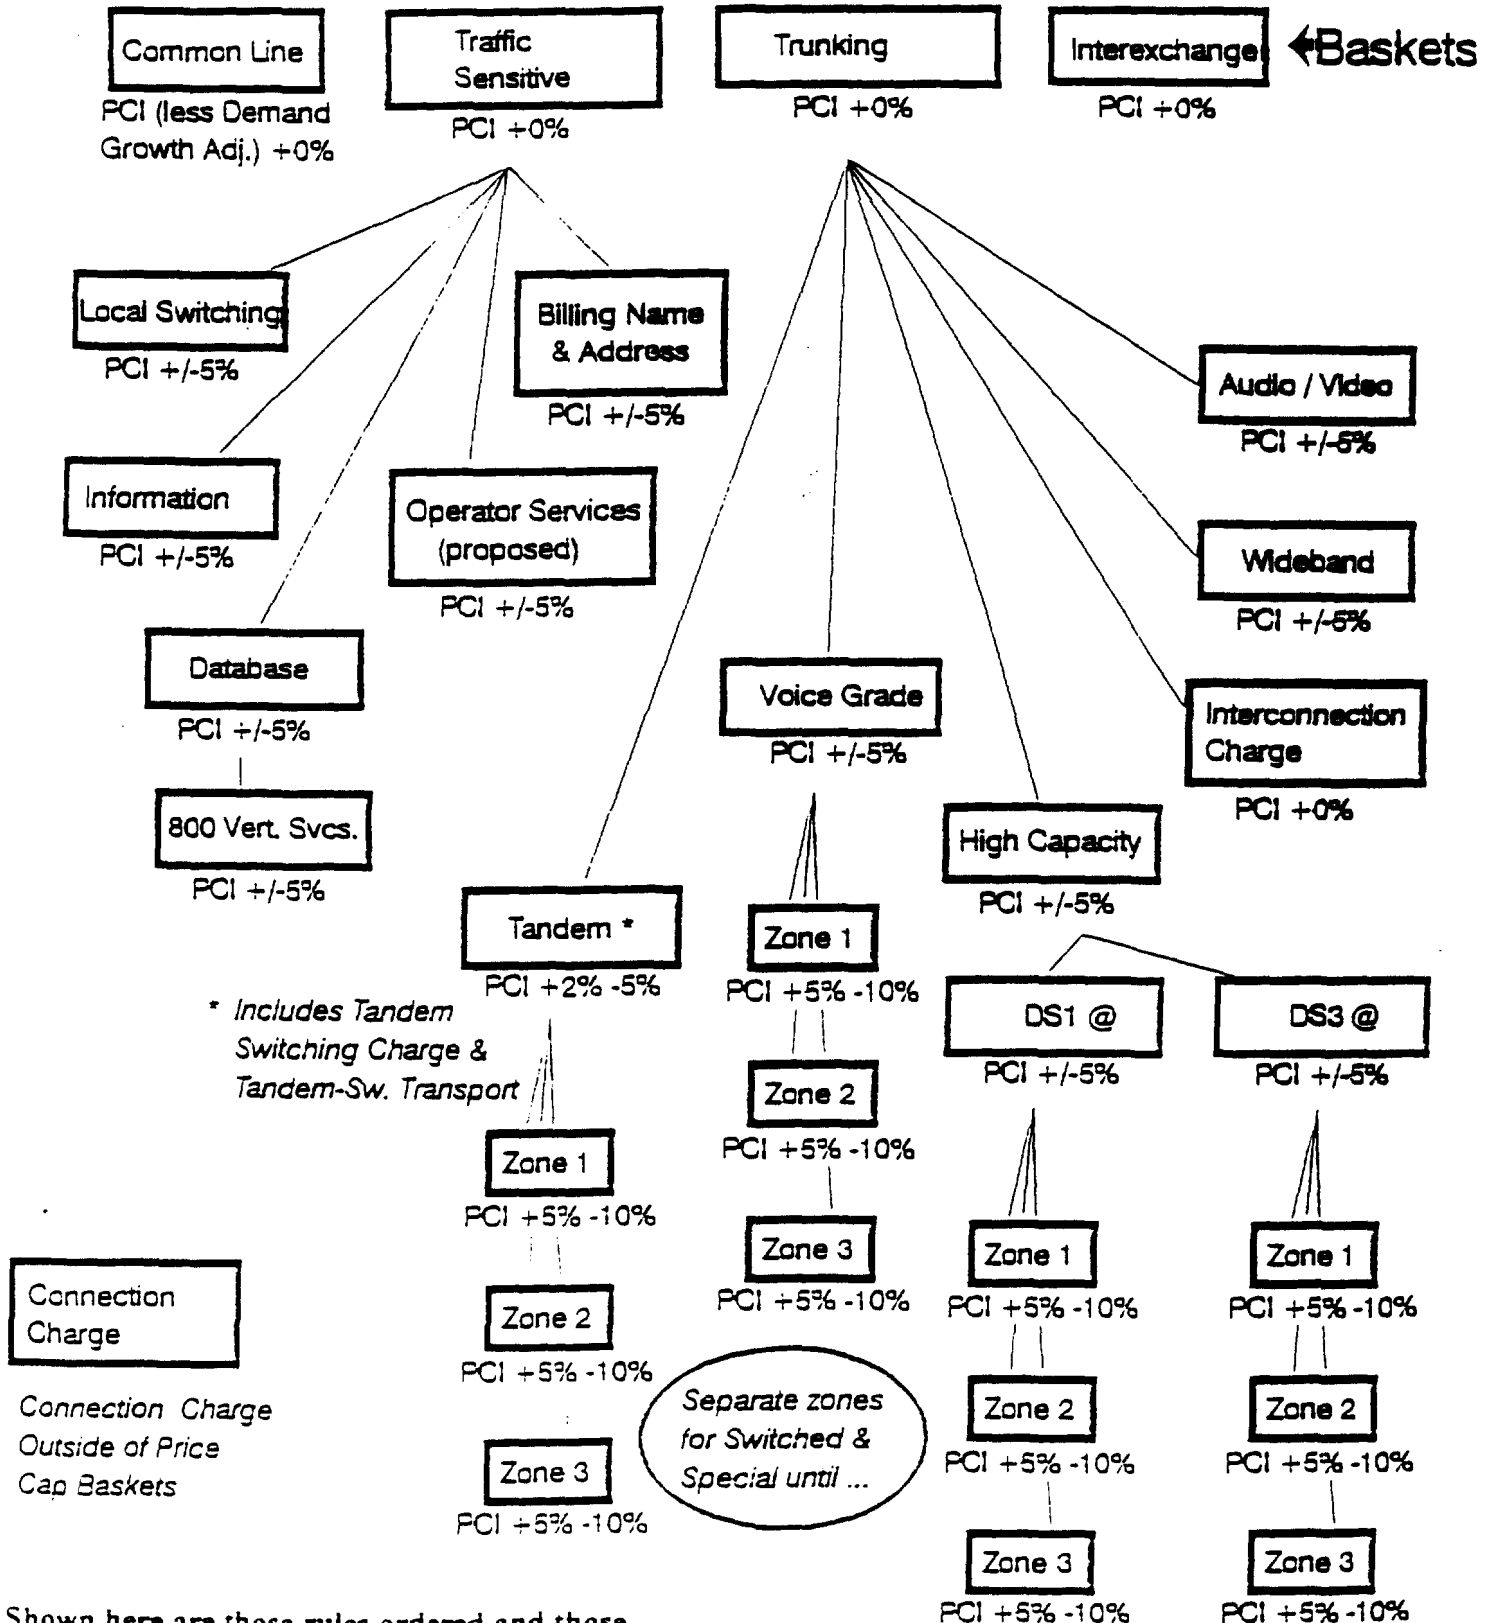 Common Line
Traffic
Sensitive
Trunking
Interexchange
←Baskets
PCI (less Demand
Growth Adj.) +0%
PCI +0%
PCI +0%
PCI +0%
Local Switching
PCI +/-5%
Billing Name
& Address
PCI +/-5%
Audio / Video
PCI +/-5%
Information
PCI +/-5%
Operator Services
(proposed)
PCI +/-5%
Wideband
PCI +/-5%
Database
PCI +/-5%
Voice Grade
PCI +/-5%
Interconnection
Charge
PCI +0%
800 Vert. Svcs.
PCI +/-5%
High Capacity
PCI +/-5%
Tandem *
PCI +2% -5%
* Includes Tandem
Switching Charge &
Tandem-Sw. Transport
Zone 1
PCI +5% -10%
Zone 2
PCI +5% -10%
Zone 3
PCI +5% -10%
DS1 @
PCI +/-5%
DS3 @
PCI +/-5%
Zone 1
PCI +5% -10%
Zone 2
PCI +5% -10%
Zone 3
PCI +5% -10%
Zone 1
PCI +5% -10%
Zone 2
PCI +5% -10%
Zone 3
PCI +5% -10%
Zone 1
PCI +5% -10%
Zone 2
PCI +5% -10%
Zone 3
PCI +5% -10%
Connection
Charge
Connection Charge
Outside of Price
Cap Baskets
Separate zones
for Switched &
Special until ...
Shown here are those rules ordered and those